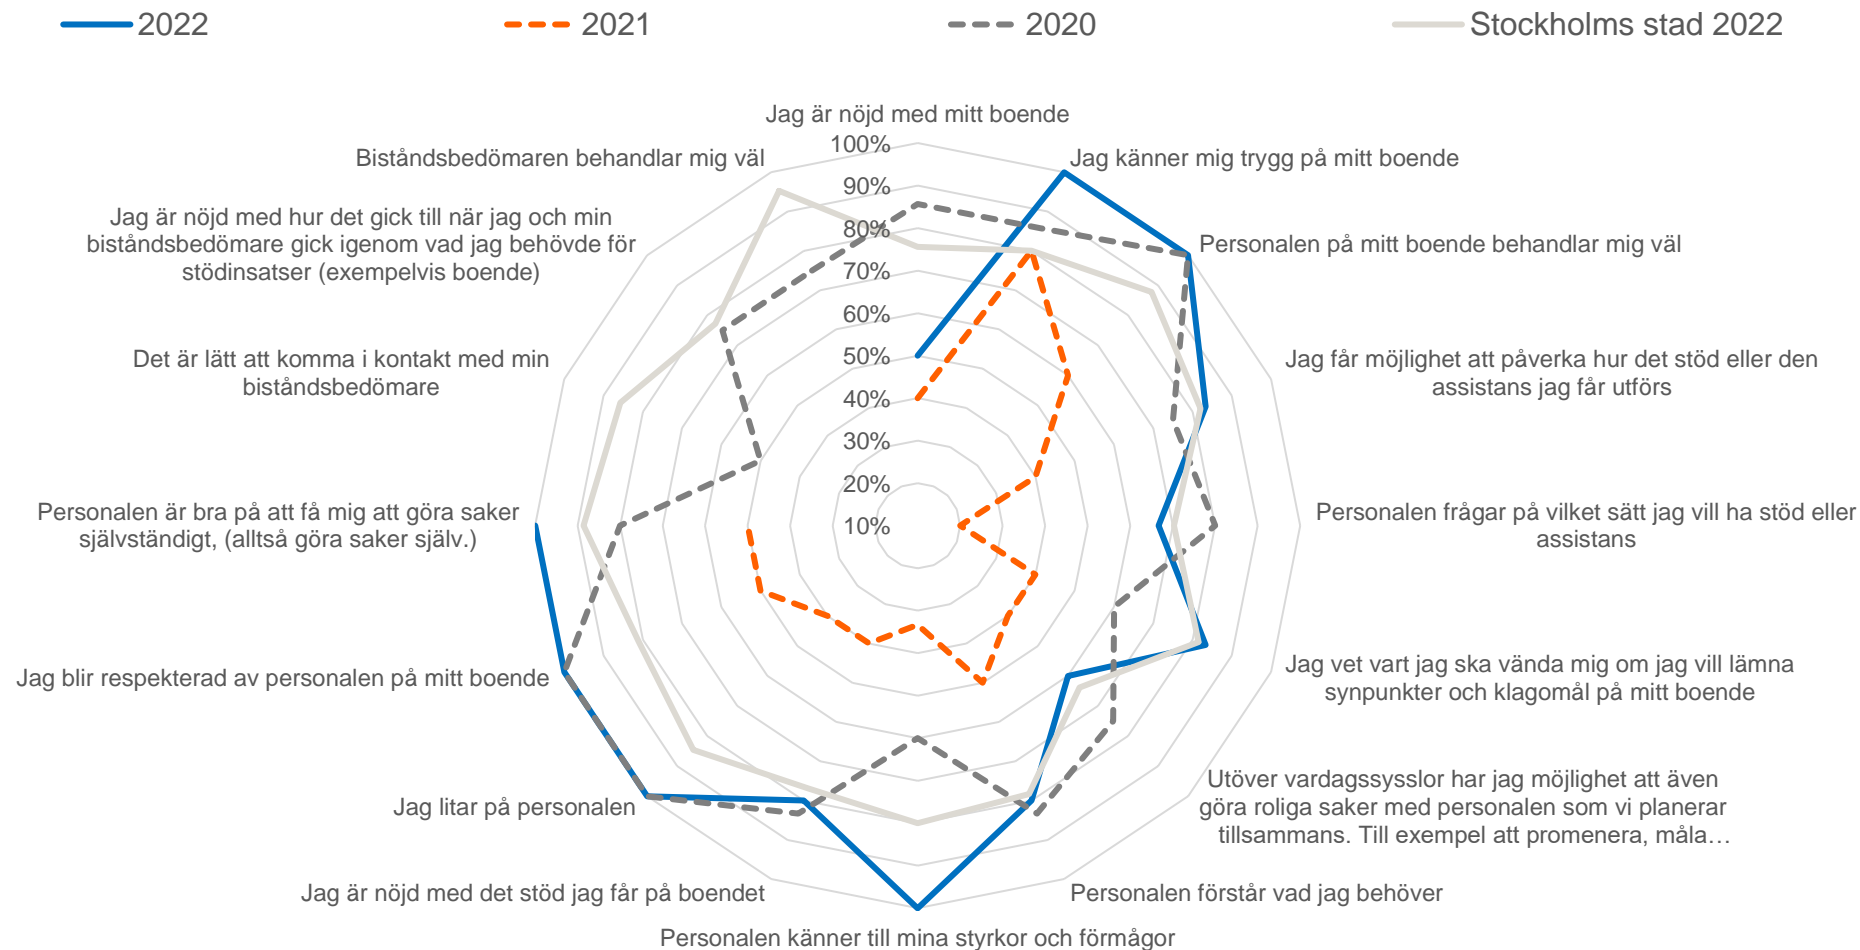 2022
2021
2020
Stockholms stad 2022
Jag är nöjd med mitt boende
100%
90%
80%
70%
60%
50%
40%
30%
20%
10%
Jag känner mig trygg på mitt boende
Personalen på mitt boende behandlar mig väl
Jag får möjlighet att påverka hur det stöd eller den
assistans jag får utförs
Personalen frågar på vilket sätt jag vill ha stöd eller
assistans
Jag vet vart jag ska vända mig om jag vill lämna
synpunkter och klagomål på mitt boende
Utöver vardagssysslor har jag möjlighet att även
göra roliga saker med personalen som vi planerar
tillsammans. Till exempel att promenera, måla…
Personalen förstår vad jag behöver
Personalen känner till mina styrkor och förmågor
Jag är nöjd med det stöd jag får på boendet
Jag litar på personalen
Jag blir respekterad av personalen på mitt boende
Personalen är bra på att få mig att göra saker
självständigt, (alltså göra saker själv.)
Det är lätt att komma i kontakt med min
biståndsbedömare
Jag är nöjd med hur det gick till när jag och min
biståndsbedömare gick igenom vad jag behövde för
stödinsatser (exempelvis boende)
Biståndsbedömaren behandlar mig väl